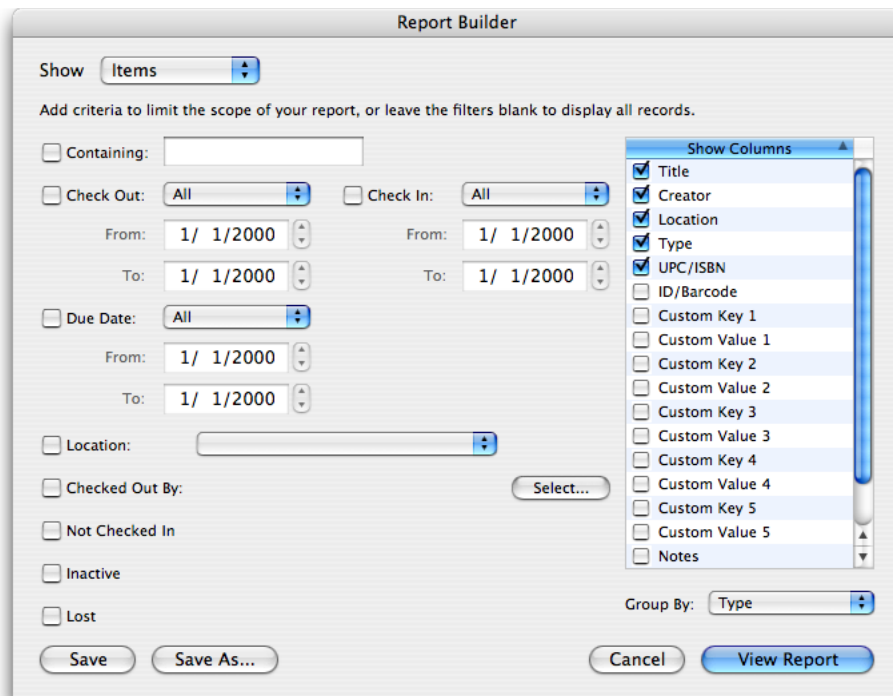 Report Builder
Show Items
Add criteria to limit the scope of your report, or leave the filters blank to display all records.
Containing:
Check Out: All Check In: All
From: 1/ 1/2000 From: 1/ 1/2000
To: 1/ 1/2000 To: 1/ 1/2000
Due Date: All
From: 1/ 1/2000
To: 1/ 1/2000
Location:
Checked Out By: Select...
Not Checked In
Inactive
Lost
Show Columns
Title
Creator
Location
Type
UPC/ISBN
ID/Barcode
Custom Key 1
Custom Value 1
Custom Key 2
Custom Value 2
Custom Key 3
Custom Value 3
Custom Key 4
Custom Value 4
Custom Key 5
Custom Value 5
Notes
Group By: Type
Save Save As... Cancel View Report